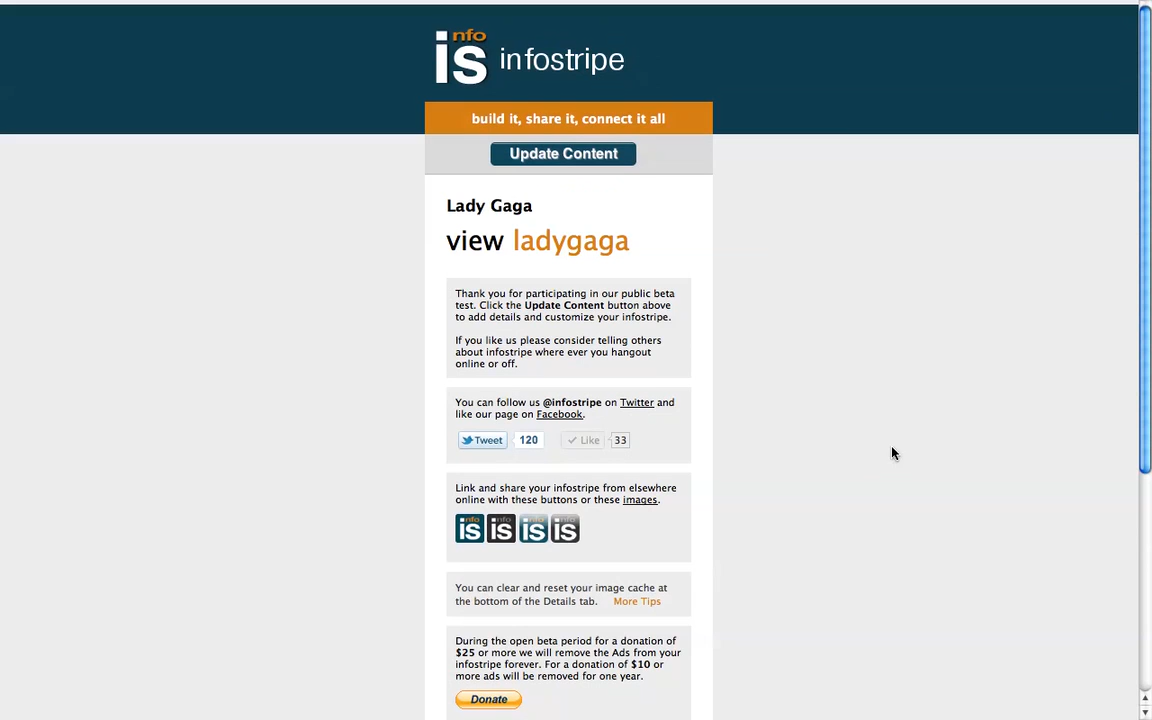 nfo
is infostripe
build it, share it, connect it all
Update Content
Lady Gaga
view ladygaga
Thank you for participating in our public beta
test. Click the Update Content button above
to add details and customize your infostripe.
If you like us please consider telling others
about infostripe where ever you hangout
online or off.
You can follow us @infostripe on Twitter and
like our page on Facebook.
Tweet 120 Like 33
Link and share your infostripe from elsewhere
online with these buttons or these images.
nfo nfo nfo nfo
is is is is
You can clear and reset your image cache at
the bottom of the Details tab. More Tips
During the open beta period for a donation of
$25 or more we will remove the Ads from your
infostripe forever. For a donation of $10 or
more ads will be removed for one year.
Donate